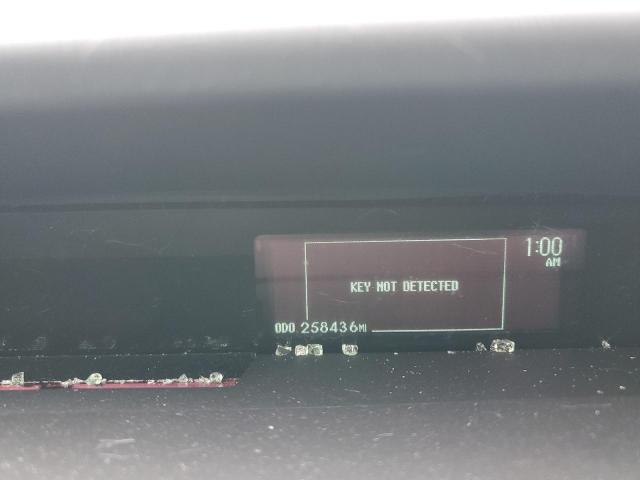 1:00
AM
KEY NOT DETECTED
ODO 258436MI